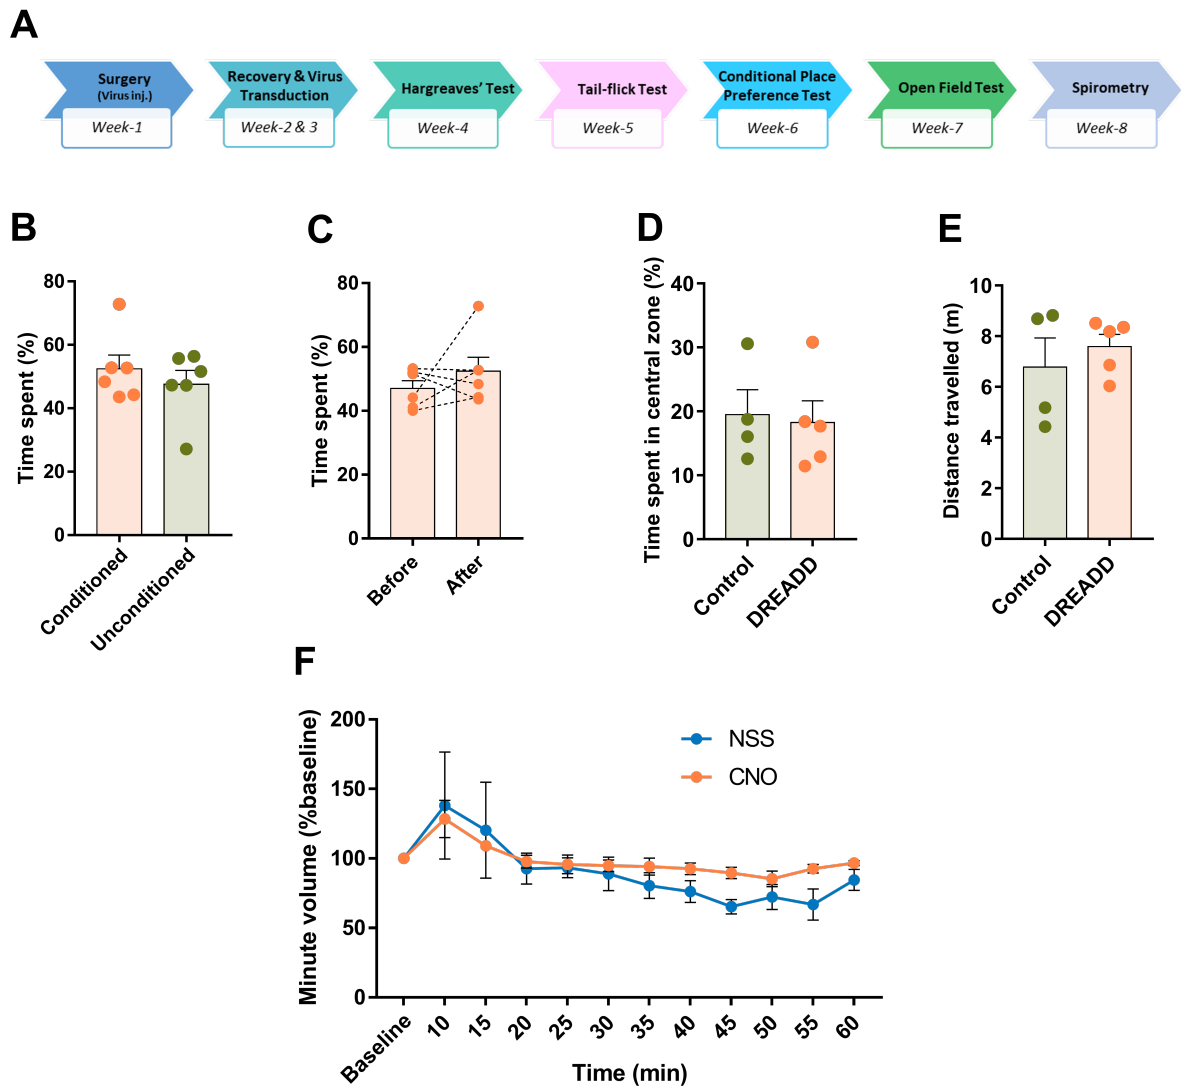 A
Surgery
(Virus inj.)
Week-1
Recovery & Virus
Transduction
Week-2 & 3
Hargreaves' Test
Week-4
Tail-flick Test
Week-5
Conditional Place
Preference Test
Week-6
Open Field Test
Week-7
Spirometry
Week-8
B
Time spent (%)
80
60
40
20
0
Conditioned
Unconditioned
C
Time spent (%)
80
60
40
20
0
Before
After
D
Time spent in central zone (%)
40
30
20
10
0
Control
DREADD
E
Distance travelled (m)
10
8
6
4
2
0
Control
DREADD
F
Minute volume (%baseline)
200
150
100
50
0
NSS
CNO
Baseline
10
15
20
25
30
35
40
45
50
55
60
Time (min)